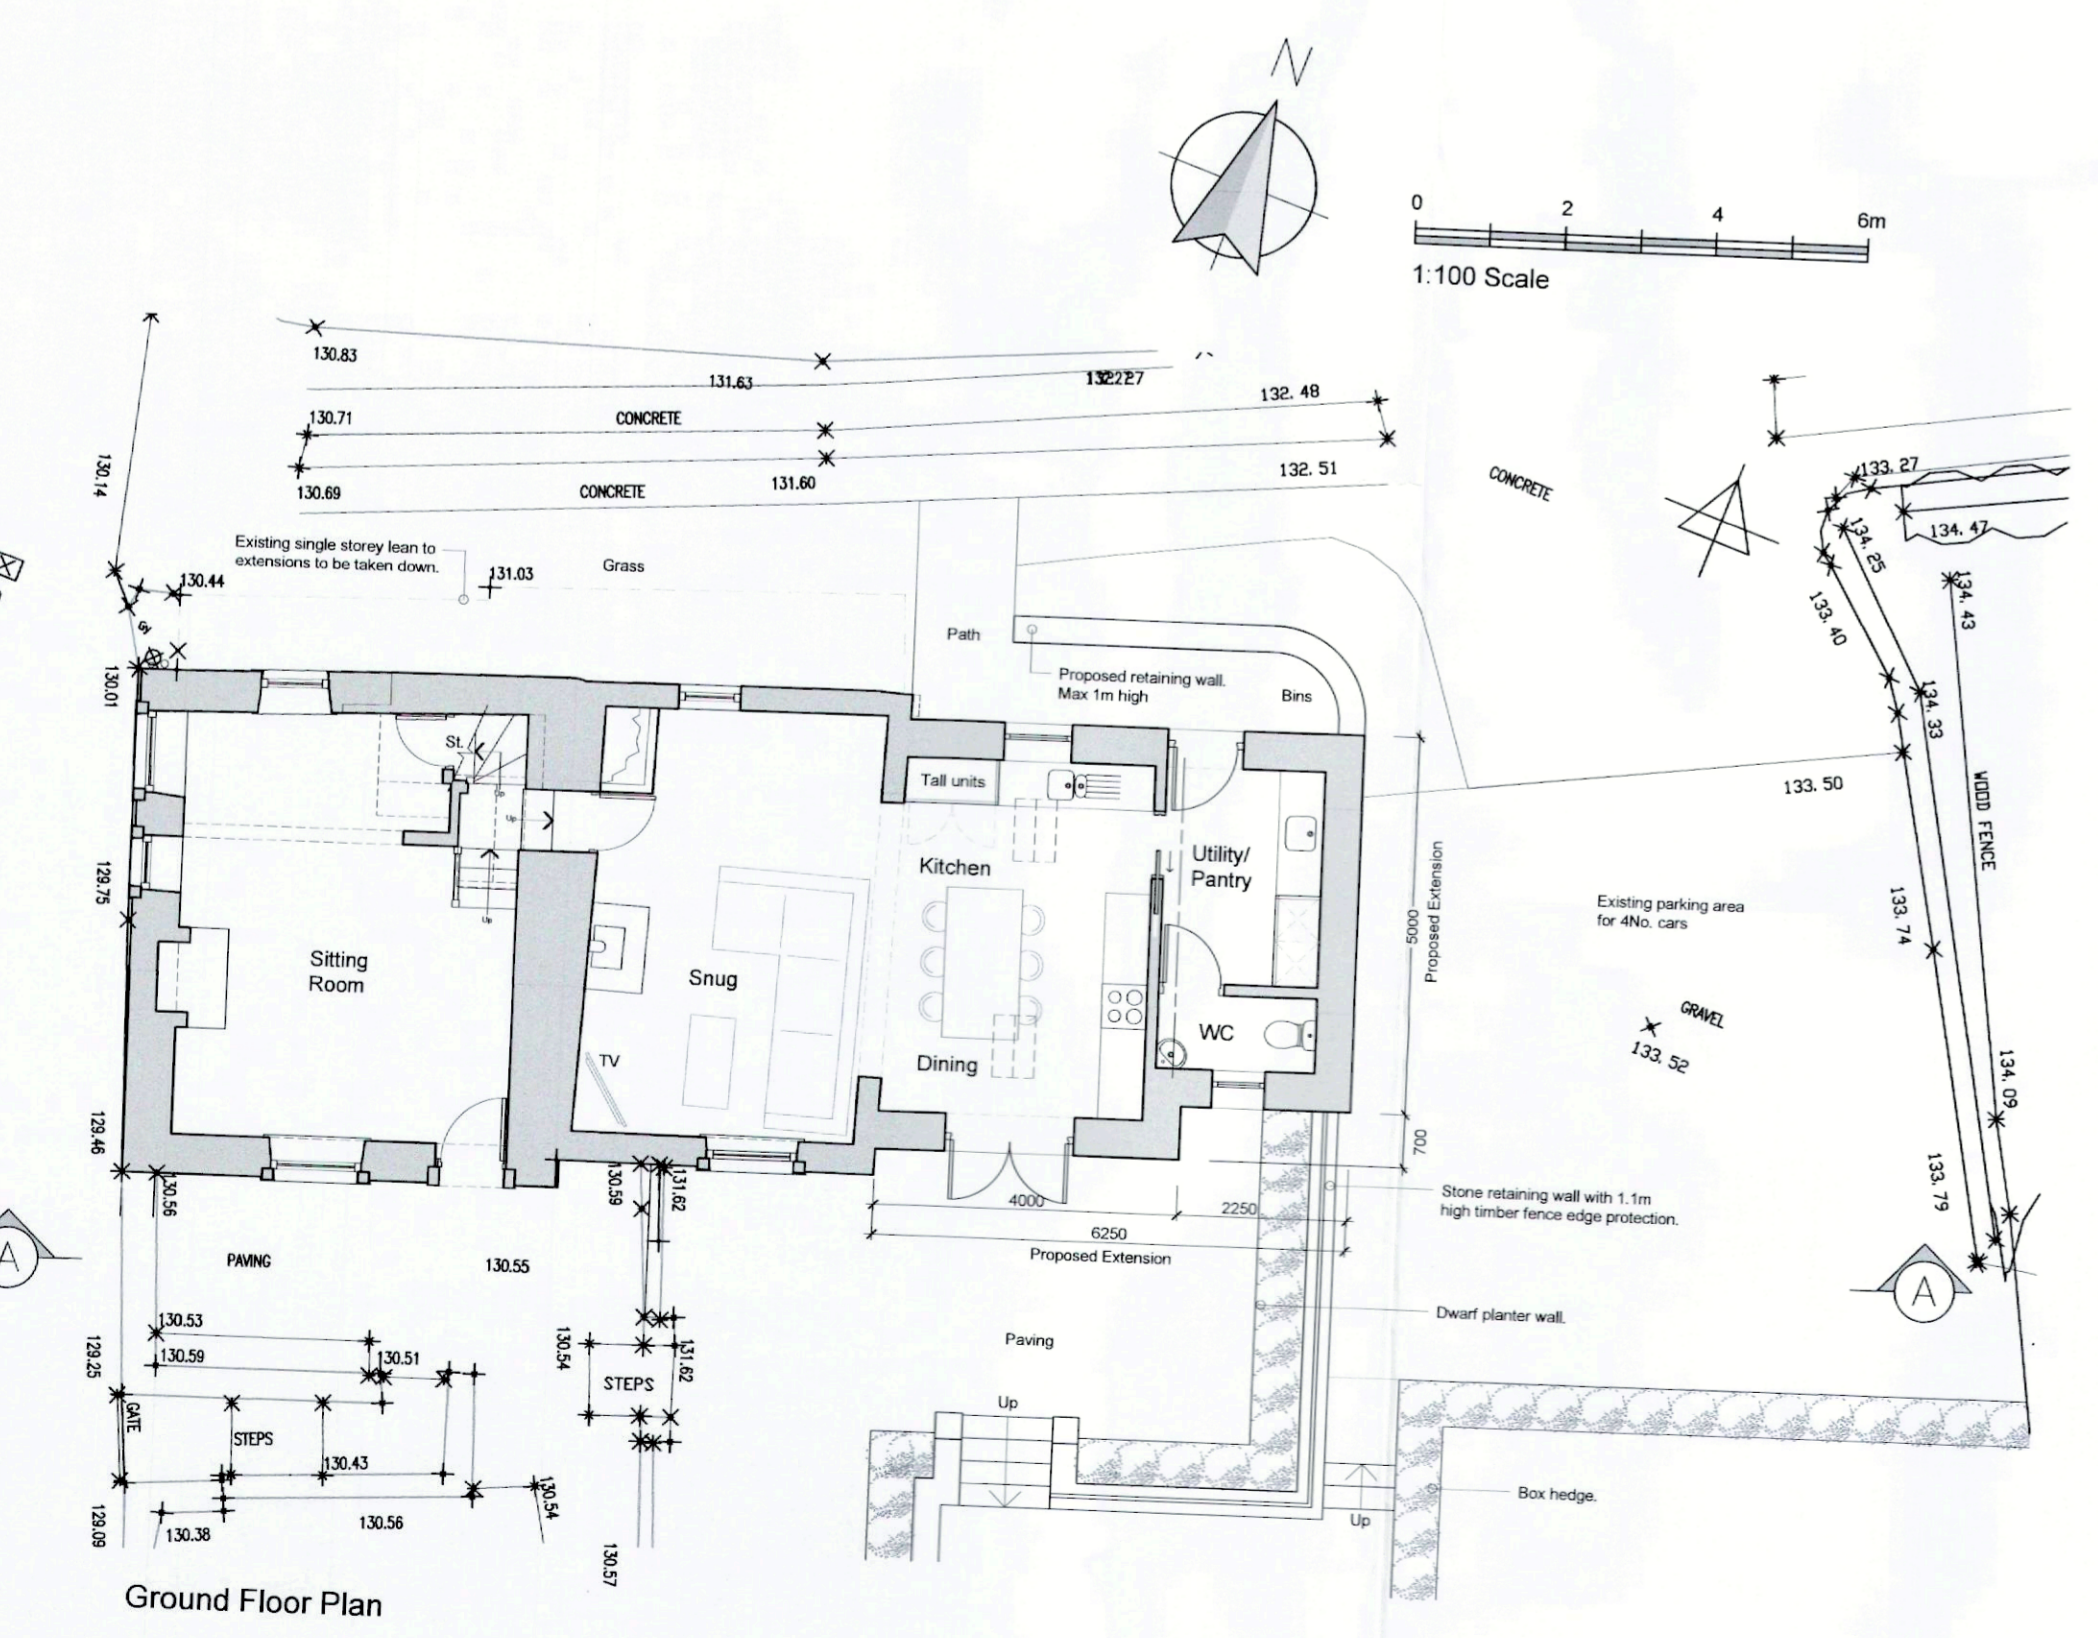 N
0 2 4 6m
1:100 Scale
130.83
131.63
132.48
130.71
CONCRETE
132.51
130.69
CONCRETE
131.60
CONCRETE
133.27
134.47
134.25
134.43
133.40
130.14
Existing single storey lean to
extensions to be taken down.
130.44
131.03
Grass
GV
Path
Proposed retaining wall.
Max 1m high
Bins
130.01
134.33
133.50
WOOD FENCE
St.
Up
Up
Up
Tall units
Kitchen
Utility/
Pantry
129.75
Sitting
Room
Snug
TV
Dining
WC
5000
Proposed Extension
700
Existing parking area
for 4No. cars
133.74
GRAVEL
133.52
134.09
133.79
129.46
130.56
130.59
131.62
4000
2250
6250
Proposed Extension
Stone retaining wall with 1.1m
high timber fence edge protection.
A
A
PAVING
130.55
130.53
130.59
130.51
129.25
GATE
STEPS
130.43
130.54
131.62
STEPS
Paving
Dwarf planter wall.
Up
Box hedge.
Up
129.09
130.38
130.56
130.54
130.57
Ground Floor Plan